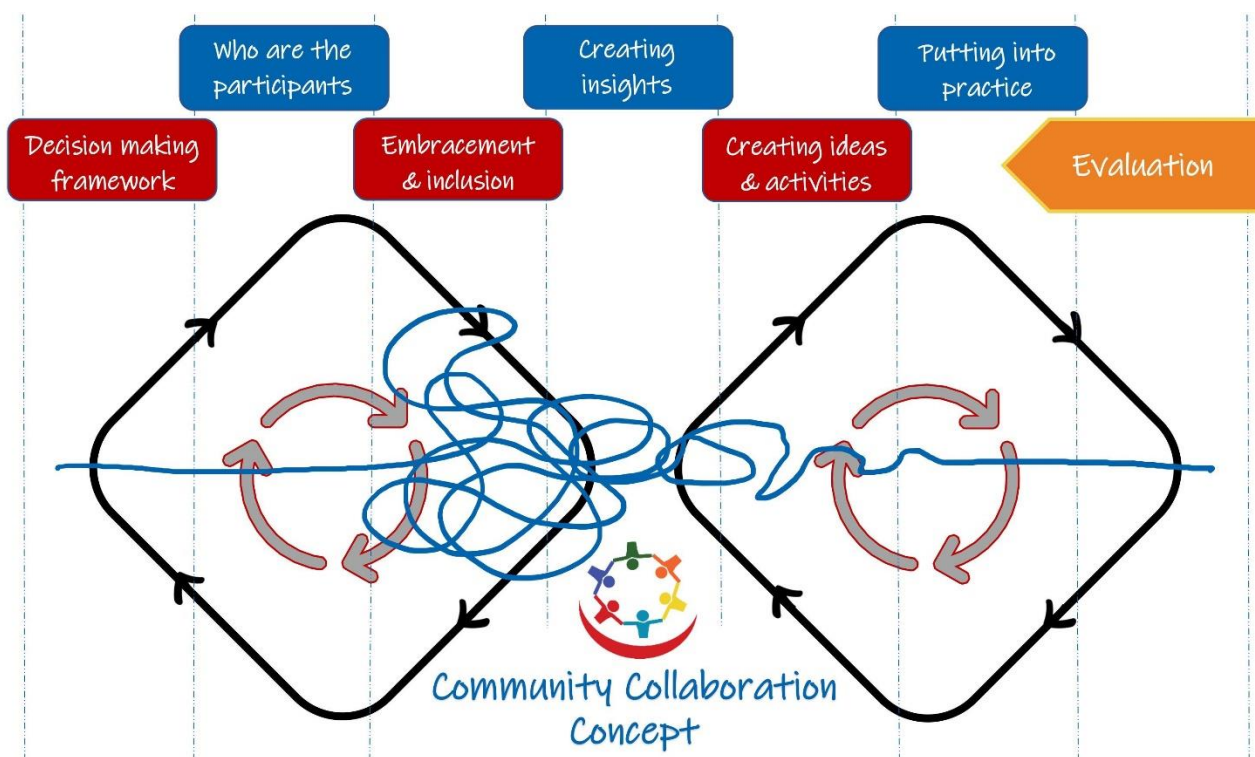 Who are the
participants
Creating
insights
Putting into
practice
Decision making
framework
Embracement
& inclusion
Creating ideas
& activities
Evaluation
Community Collaboration
Concept